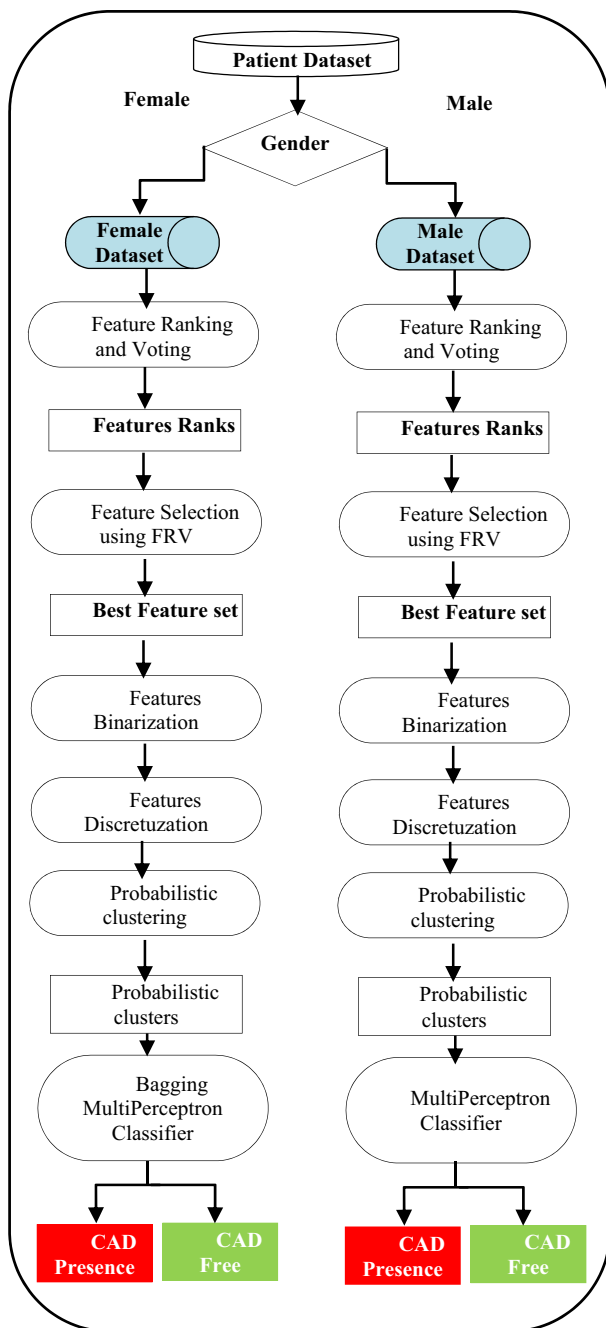 Patient Dataset
Female
Male
Gender
Female
Dataset
Feature Ranking
and Voting
Features Ranks
Feature Selection
using FRV
Best Feature set
Features
Binarization
Features
Discretuzation
Probabilistic
clustering
Probabilistic
clusters
Bagging
MultiPerceptron
Classifier
CAD
Presence
CAD
Free
Male
Dataset
Feature Ranking
and Voting
Features Ranks
Feature Selection
using FRV
Best Feature set
Features
Binarization
Features
Discretuzation
Probabilistic
clustering
Probabilistic
clusters
MultiPerceptron
Classifier
CAD
Presence
CAD
Free